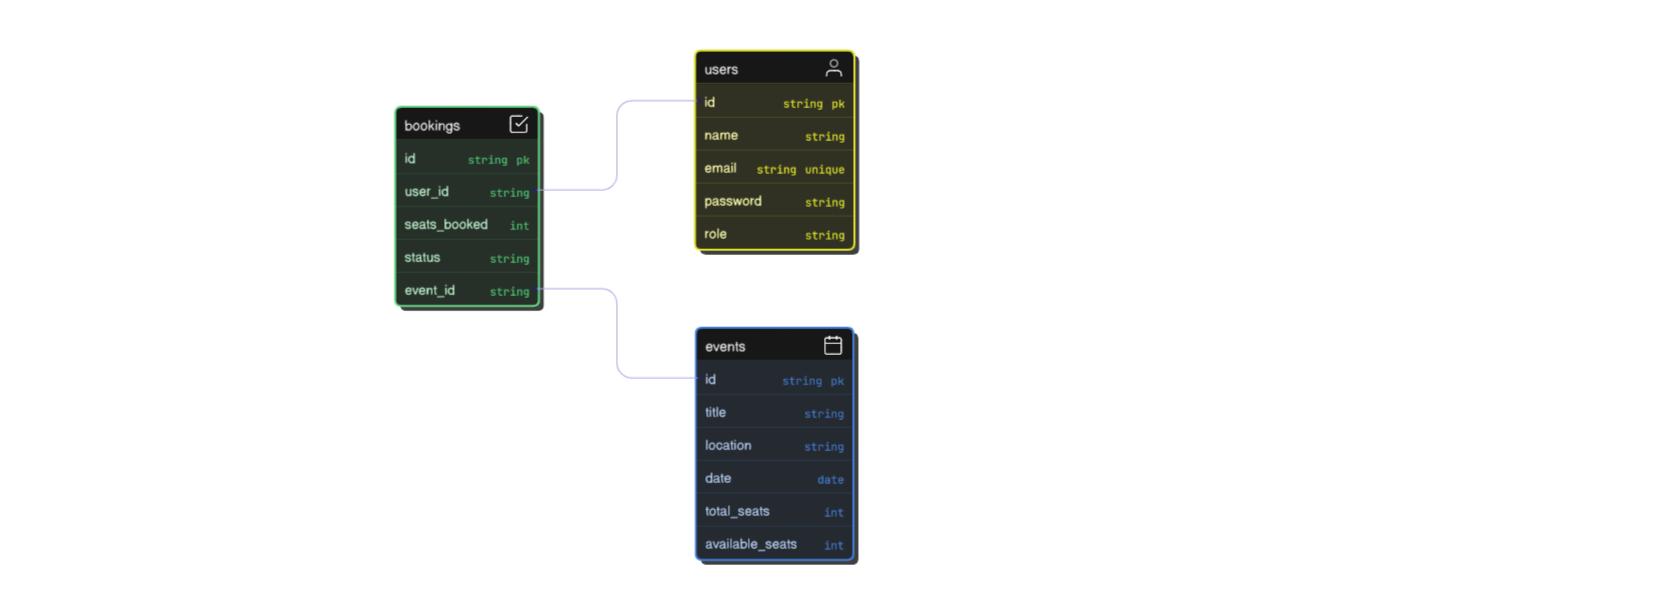 bookings
id string pk
user_id string
seats_booked int
status string
event_id string
users
id string pk
name string
email string unique
password string
role string
events
id string pk
title string
location string
date date
total_seats int
available_seats int